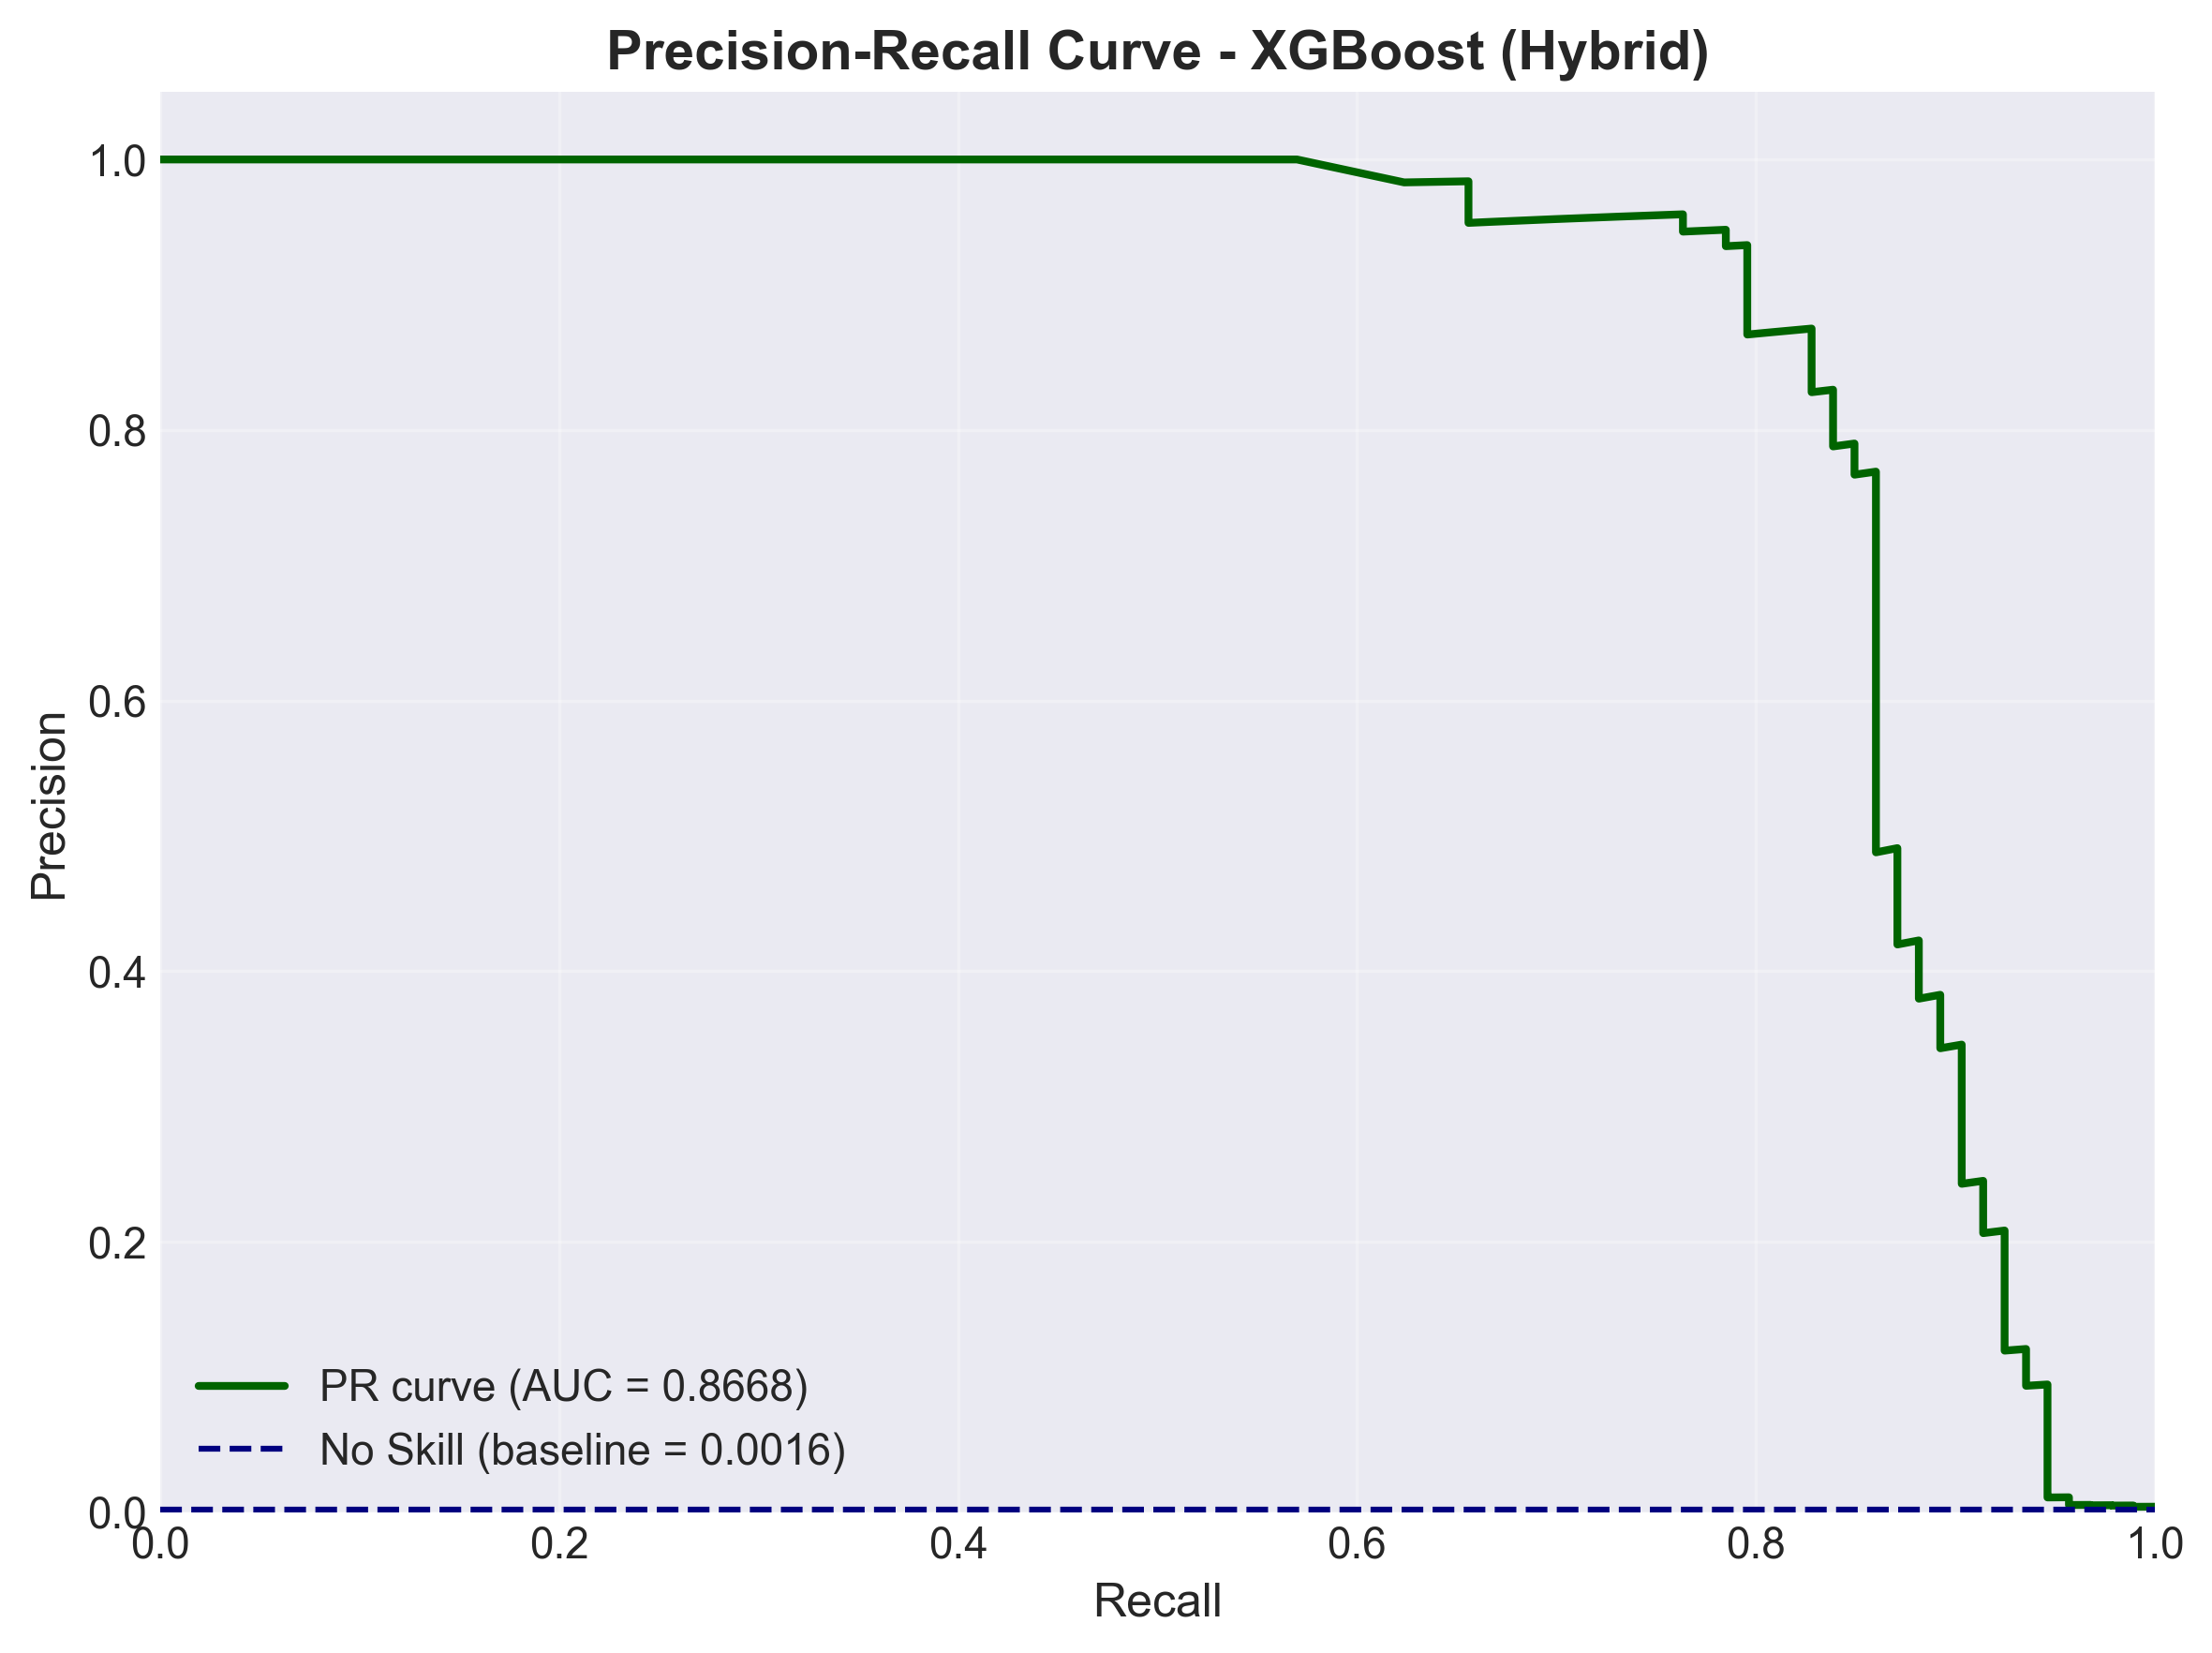 Precision-Recall Curve - XGBoost (Hybrid)
1.0
0.8
0.6
0.4
0.2
0.0
Precision
PR curve (AUC = 0.8668)
No Skill (baseline = 0.0016)
0.0 0.2 0.4 0.6 0.8 1.0
Recall